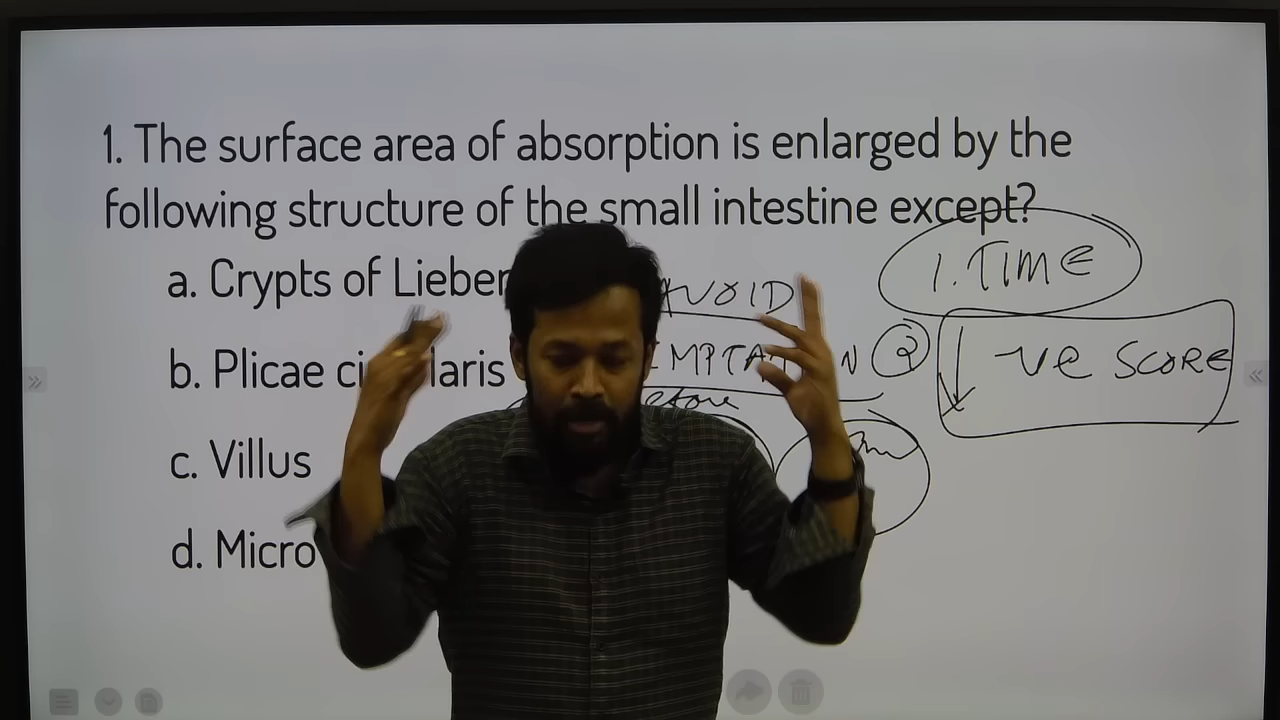 1. The surface area of absorption is enlarged by the
following structure of the small intestine except?
a. Crypts of Lieber
AVOID
1. TIME
b. Plicae ci laris
MPTA N 2
-ve SCORE
efore
c. Villus
d. Micro